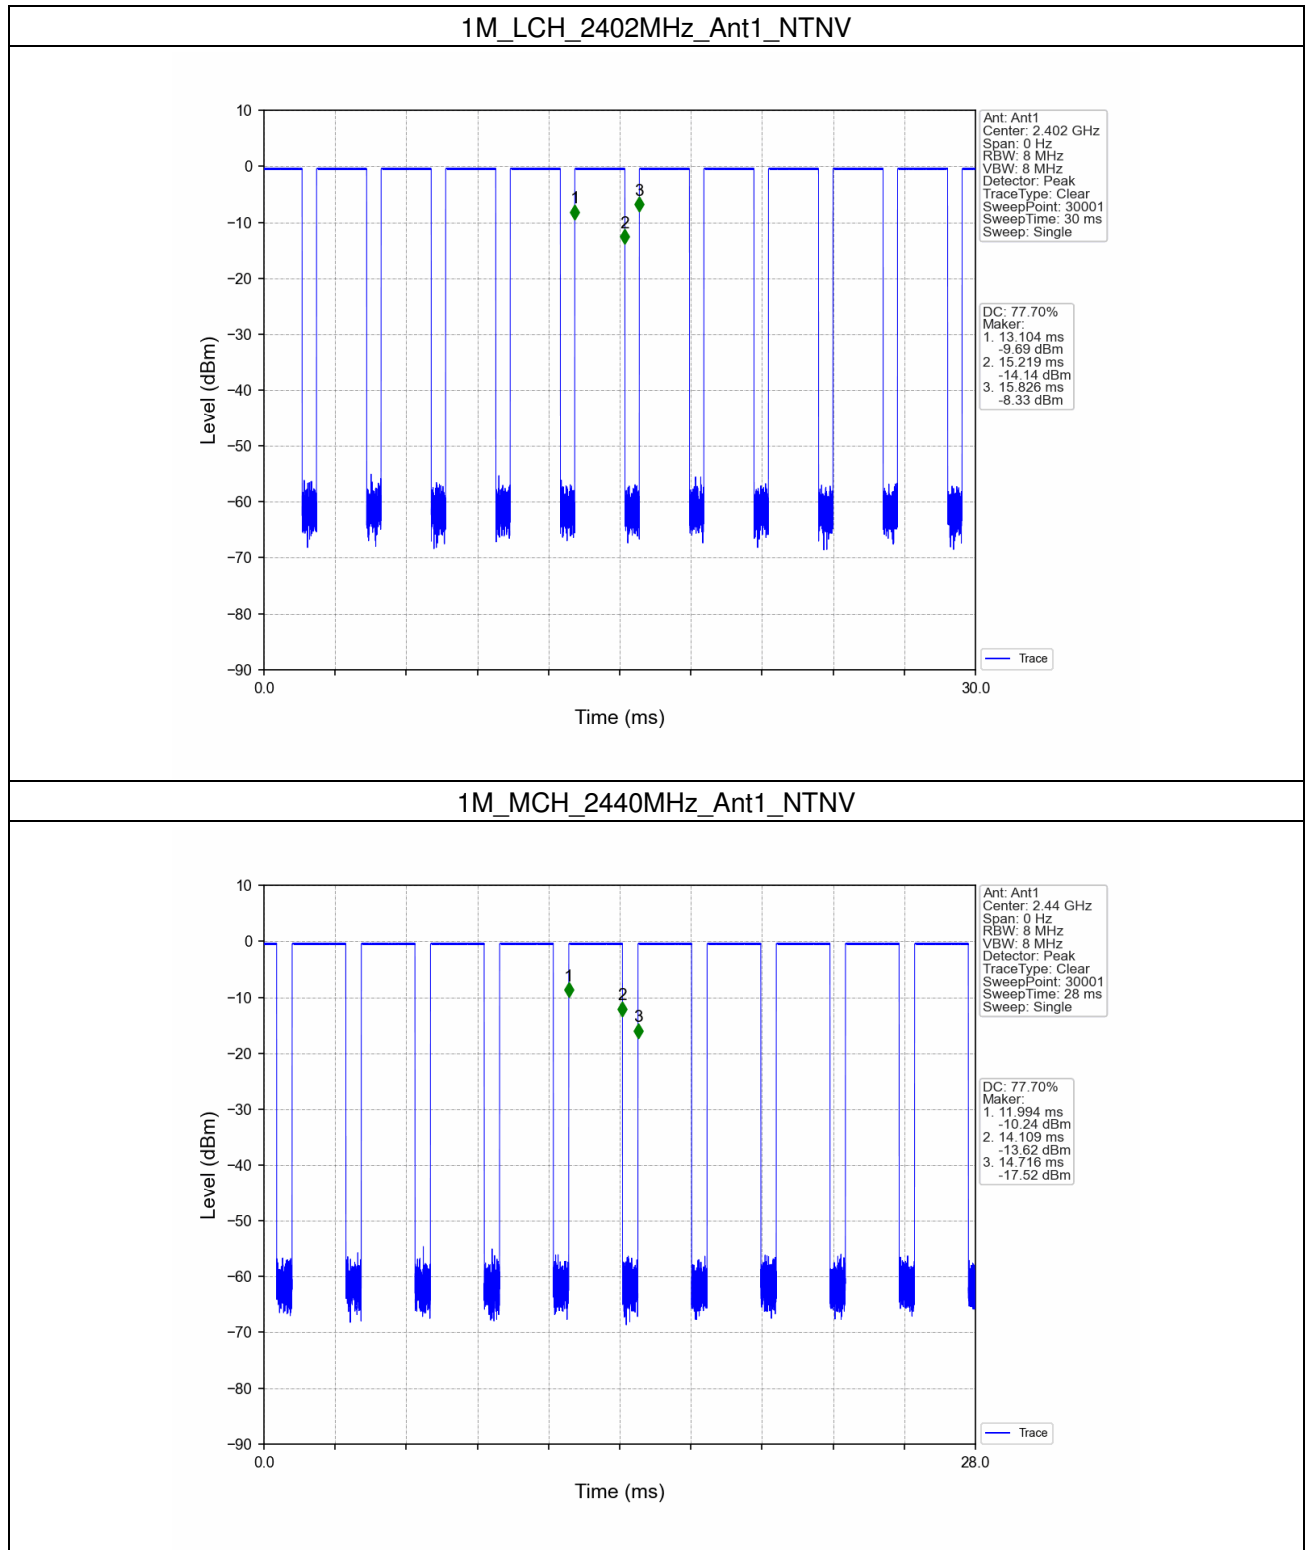 1M_LCH_2402MHz_Ant1_NTNV
10
0
−10
−20
−30
−40
−50
−60
−70
−80
−90
Level (dBm)
0.0
30.0
Time (ms)
1
2
3
Ant: Ant1
Center: 2.402 GHz
Span: 0 Hz
RBW: 8 MHz
VBW: 8 MHz
Detector: Peak
TraceType: Clear
SweepPoint: 30001
SweepTime: 30 ms
Sweep: Single
DC: 77.70%
Maker:
1. 13.104 ms
-9.69 dBm
2. 15.219 ms
-14.14 dBm
3. 15.826 ms
-8.33 dBm
Trace
1M_MCH_2440MHz_Ant1_NTNV
10
0
−10
−20
−30
−40
−50
−60
−70
−80
−90
Level (dBm)
0.0
28.0
Time (ms)
1
2
3
Ant: Ant1
Center: 2.44 GHz
Span: 0 Hz
RBW: 8 MHz
VBW: 8 MHz
Detector: Peak
TraceType: Clear
SweepPoint: 30001
SweepTime: 28 ms
Sweep: Single
DC: 77.70%
Maker:
1. 11.994 ms
-10.24 dBm
2. 14.109 ms
-13.62 dBm
3. 14.716 ms
-17.52 dBm
Trace